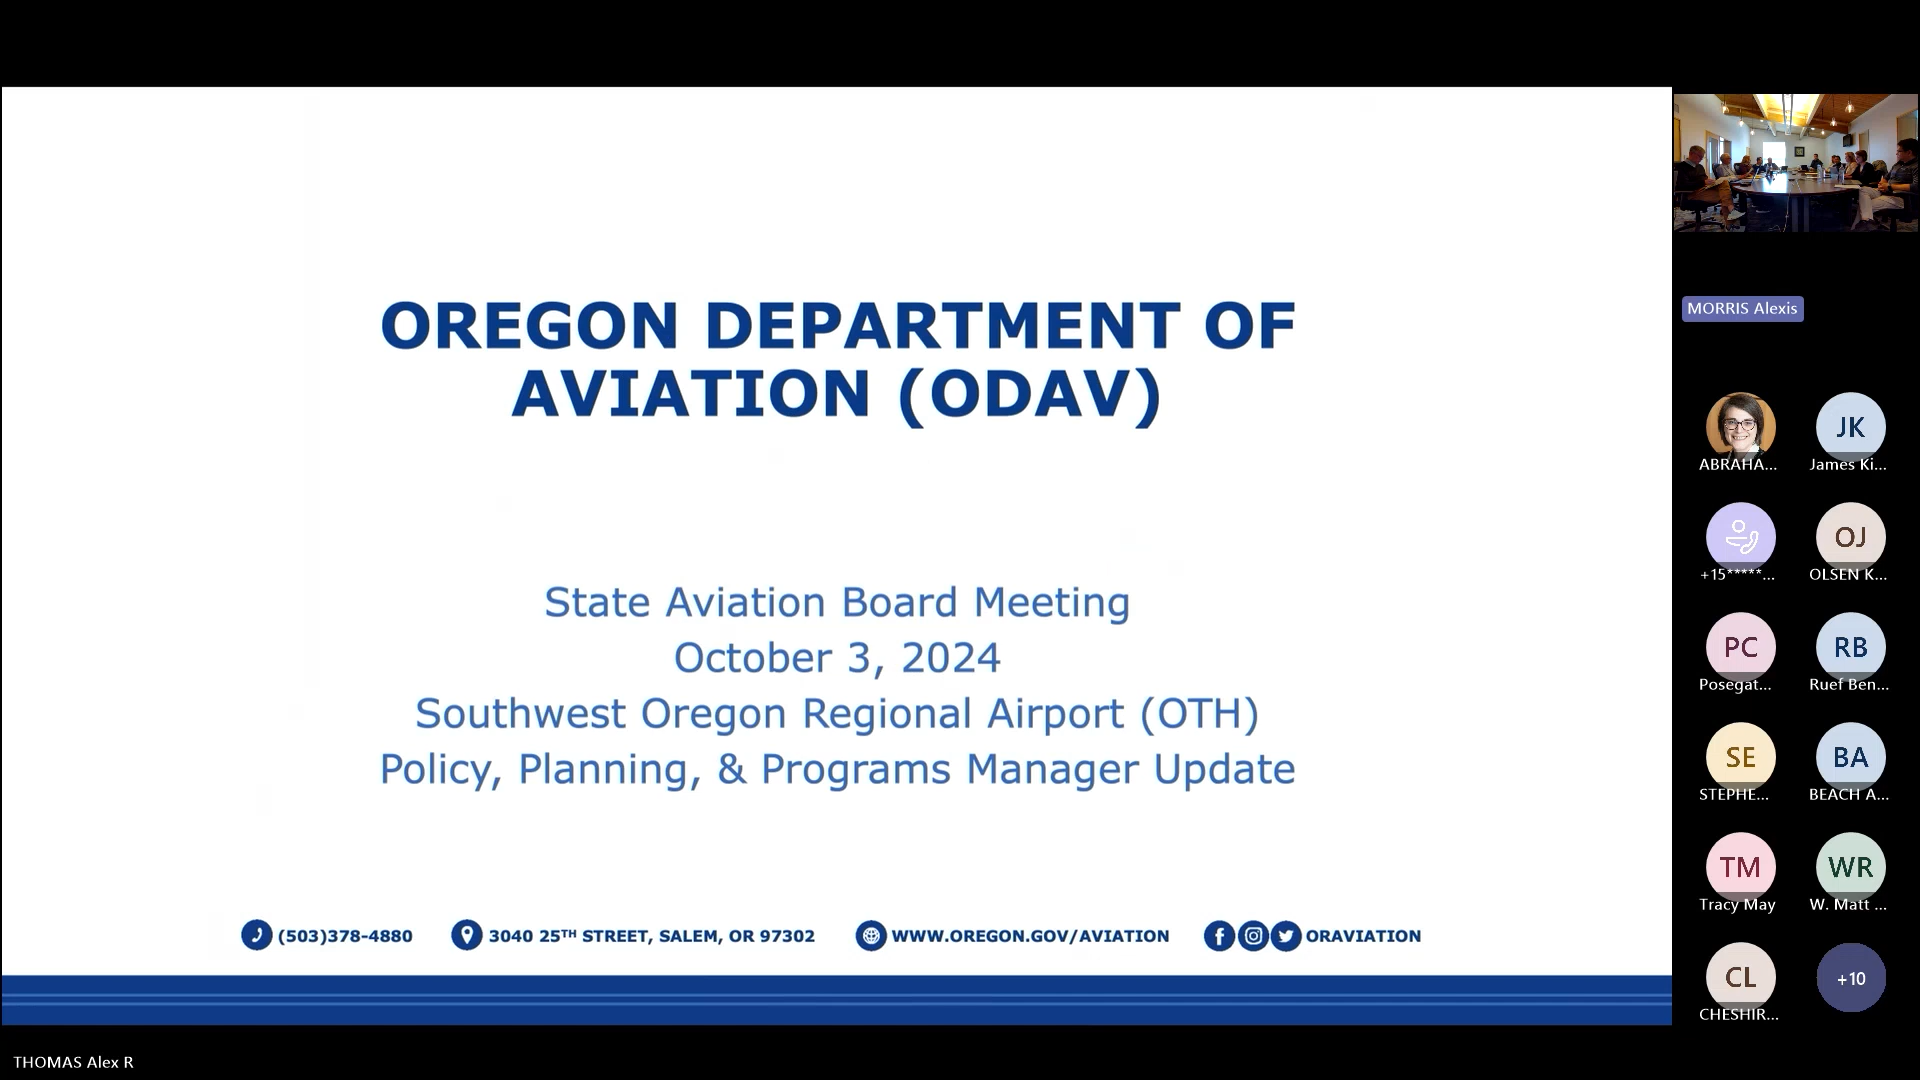 OREGON DEPARTMENT OF
AVIATION (ODAV)
State Aviation Board Meeting
October 3, 2024
Southwest Oregon Regional Airport (OTH)
Policy, Planning, & Programs Manager Update
(503)378-4880
3040 25TH STREET, SALEM, OR 97302
WWW.OREGON.GOV/AVIATION
ORAVIATION
MORRIS Alexis
ABRAHA...
JK
James Ki...
+15*****...
OJ
OLSEN K...
PC
Posegat...
RB
Ruef Ben...
SE
STEPHE...
BA
BEACH A...
TM
Tracy May
WR
W. Matt ...
CL
CHESHIR...
+10
THOMAS Alex R